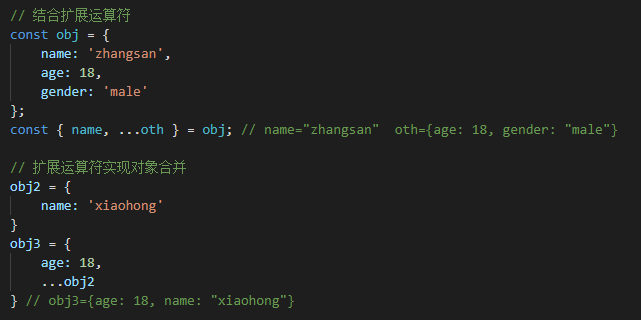 // 结合扩展运算符
const obj = {
    name: 'zhangsan',
    age: 18,
    gender: 'male'
};
const { name, ...oth } = obj; // name="zhangsan"  oth={age: 18, gender: "male"}

// 扩展运算符实现对象合并
obj2 = {
    name: 'xiaohong'
}
obj3 = {
    age: 18,
    ...obj2
} // obj3={age: 18, name: "xiaohong"}